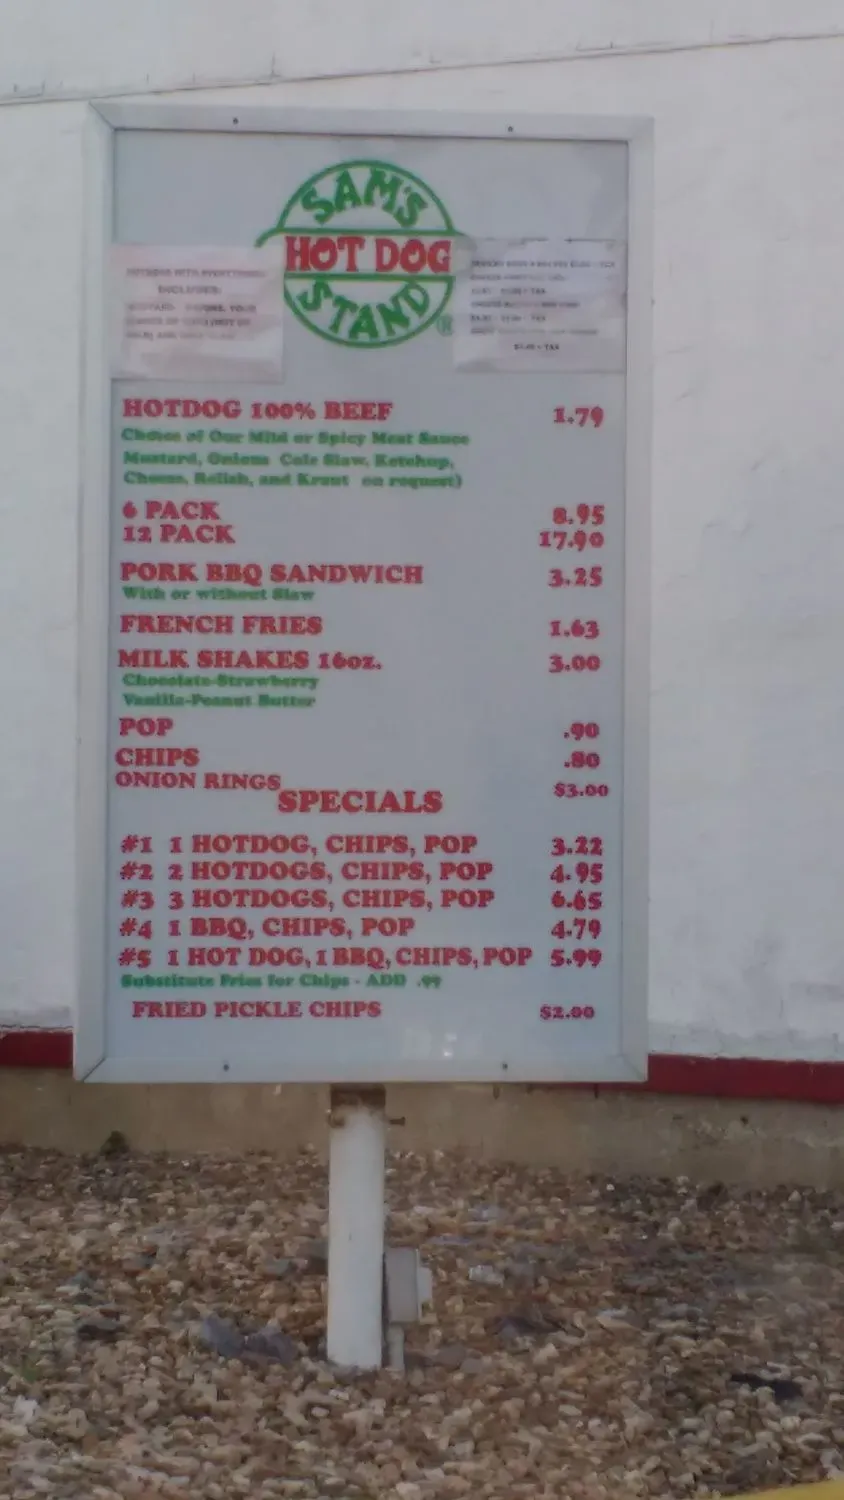 SAM'S
HOT DOG
STAND
®
HOTDOGS WITH EVERYTHING
INCLUDES:
HOTDOG 100% BEEF 1.79
Choice of Our Mild or Spicy Meat Sauce
Mustard, Onions Cole Slaw, Ketchup,
Cheese, Relish, and Kraut on request)
6 PACK 8.95
12 PACK 17.90
PORK BBQ SANDWICH 3.25
With or without Slaw
FRENCH FRIES 1.63
MILK SHAKES 16oz. 3.00
Chocolate-Strawberry
Vanilla-Peanut Butter
POP .90
CHIPS .80
ONION RINGS $3.00
SPECIALS
#1 1 HOTDOG, CHIPS, POP 3.22
#2 2 HOTDOGS, CHIPS, POP 4.95
#3 3 HOTDOGS, CHIPS, POP 6.65
#4 1 BBQ, CHIPS, POP 4.79
#5 1 HOT DOG, 1 BBQ, CHIPS, POP 5.99
Substitute Fries for Chips - ADD .99
FRIED PICKLE CHIPS $2.00